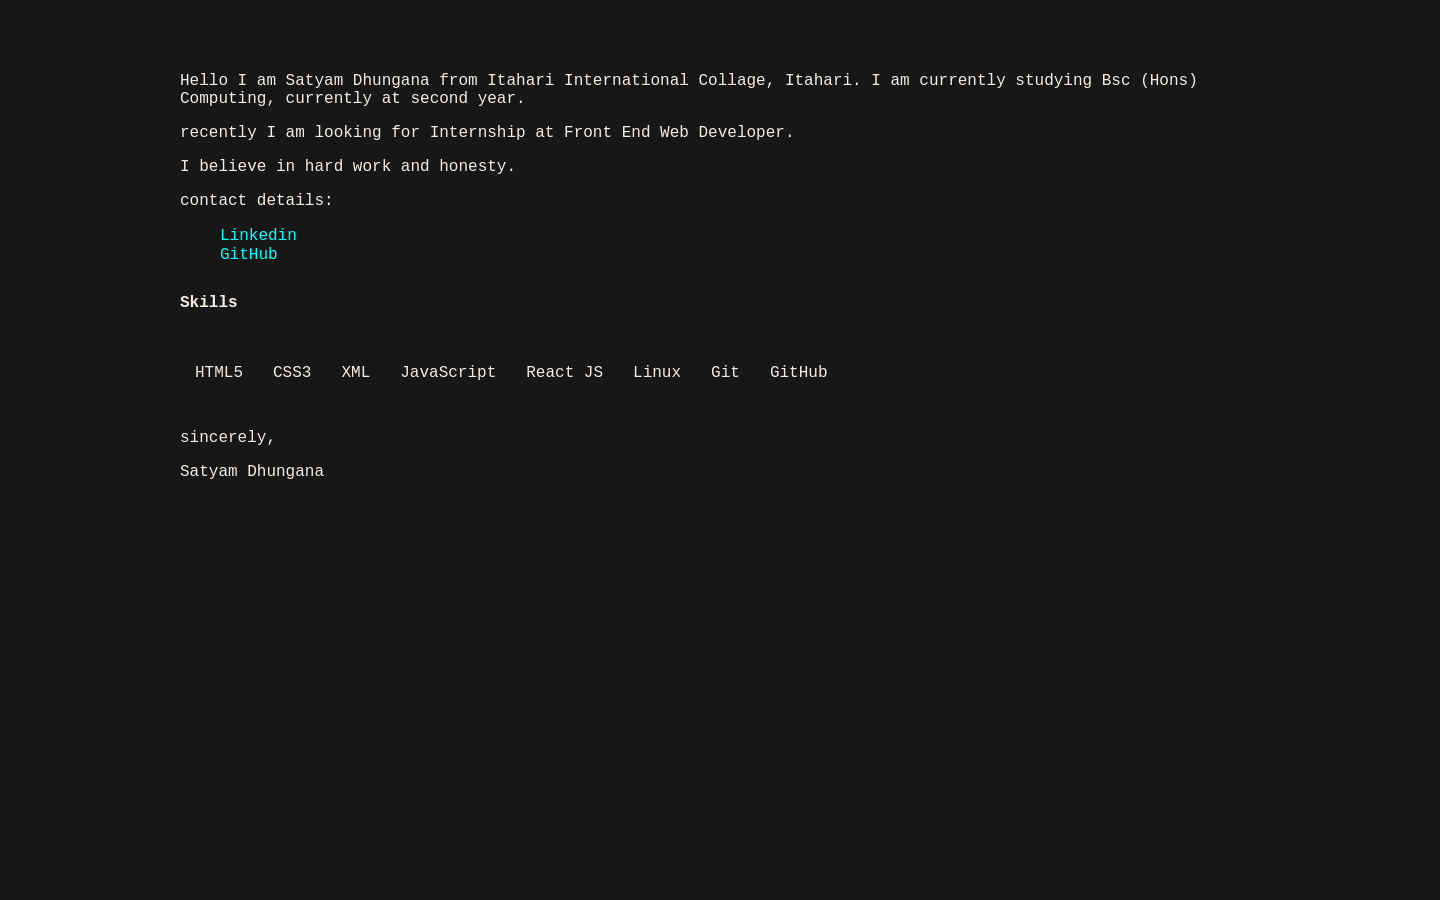 Hello I am Satyam Dhungana from Itahari International Collage, Itahari. I am currently studying Bsc (Hons)
Computing, currently at second year.
recently I am looking for Internship at Front End Web Developer.
I believe in hard work and honesty.
contact details:
Linkedin
GitHub
Skills
HTML5 CSS3 XML JavaScript React JS Linux Git GitHub
sincerely,
Satyam Dhungana